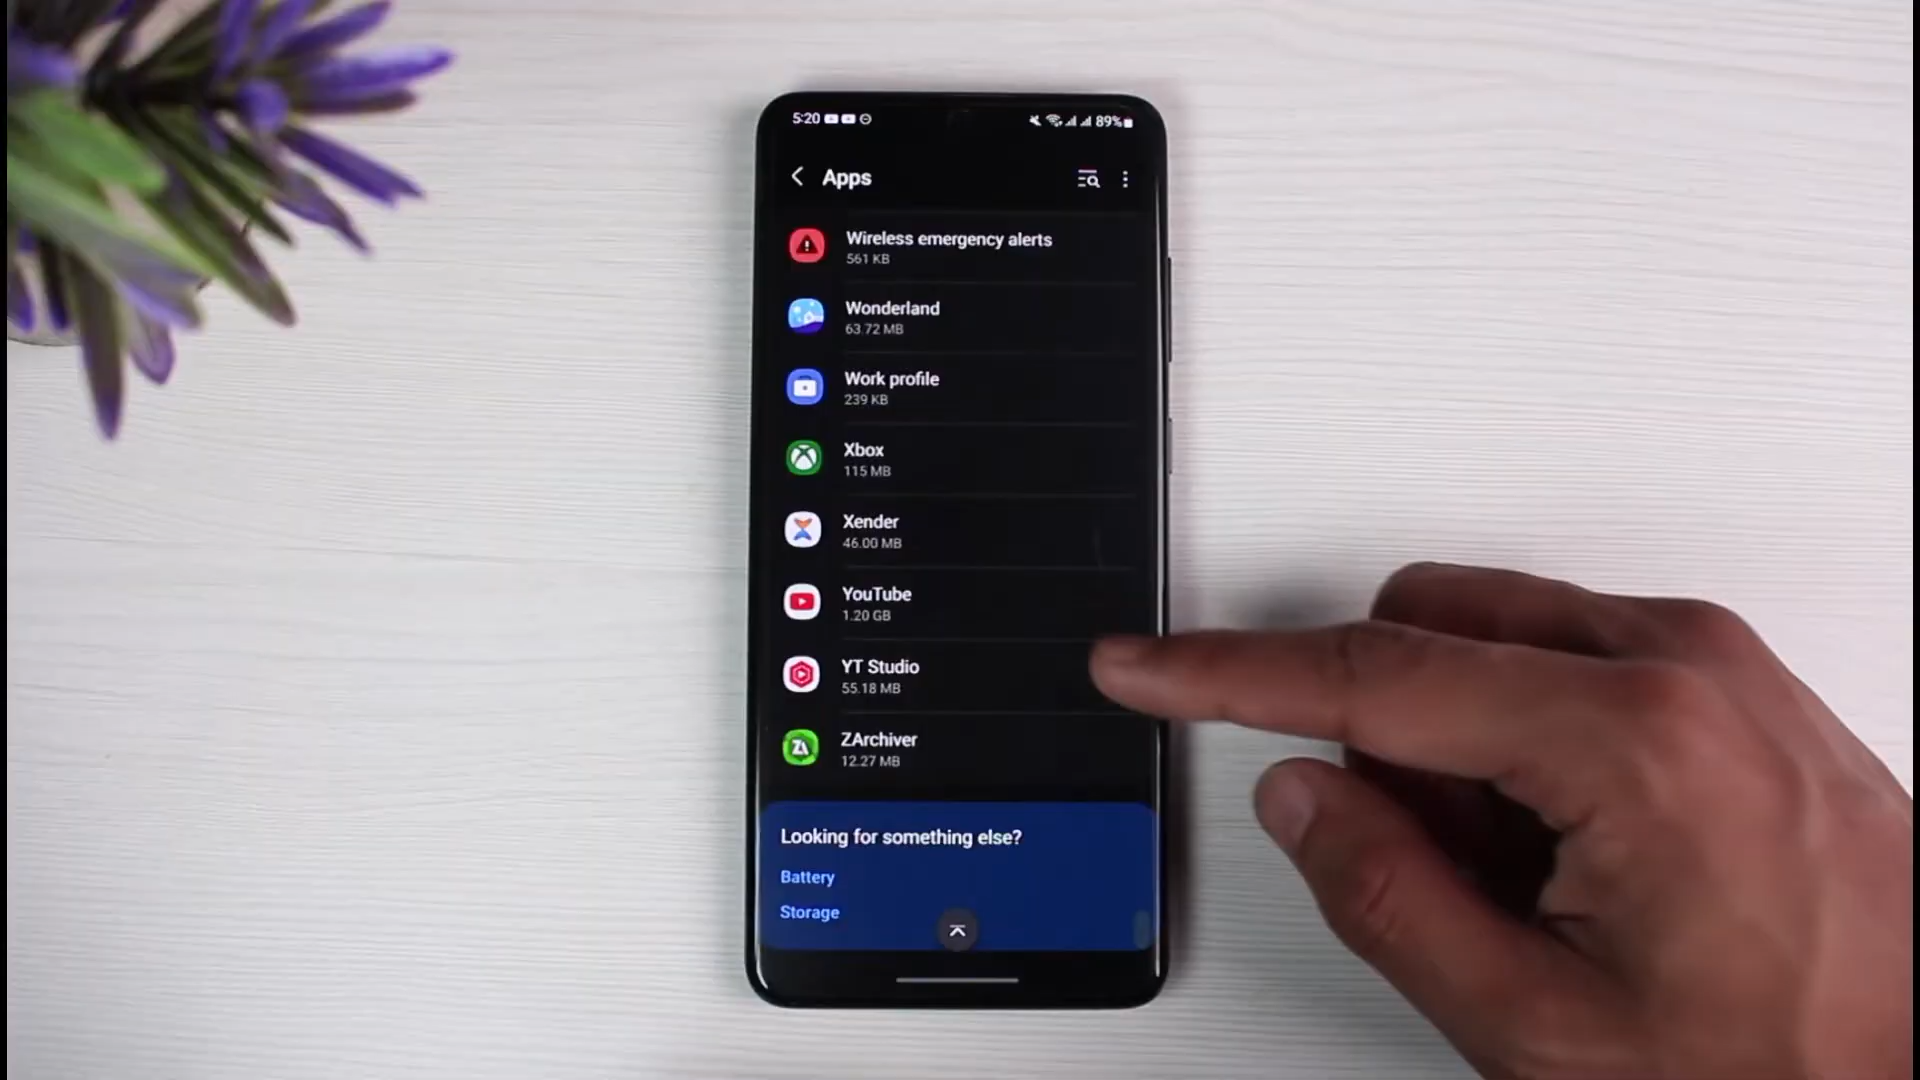 5:20
89%
Apps
Wireless emergency alerts
561 KB
Wonderland
63.72 MB
Work profile
239 KB
Xbox
115 MB
Xender
46.00 MB
YouTube
1.20 GB
YT Studio
55.18 MB
ZArchiver
12.27 MB
Looking for something else?
Battery
Storage